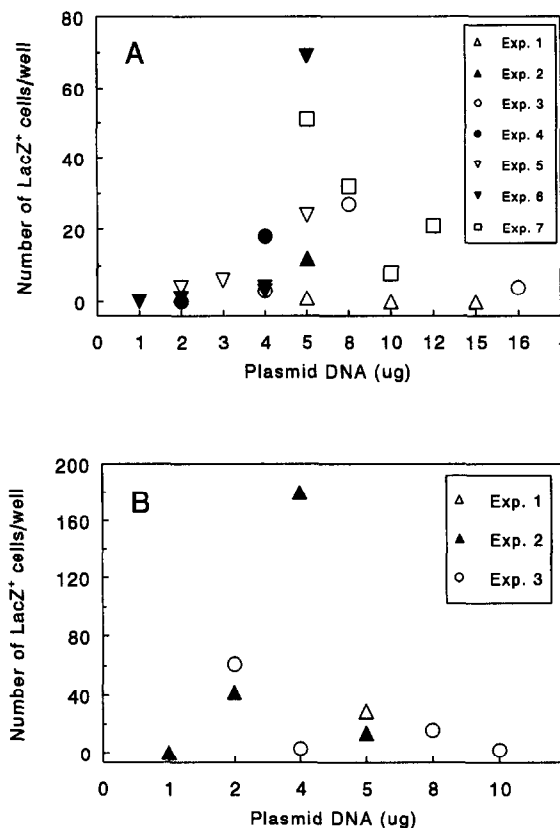 A
Number of LacZ+ cells/well
80
60
40
20
0
0 1 2 3 4 5 8 10 12 15 16
Plasmid DNA (ug)
Exp. 1
Exp. 2
Exp. 3
Exp. 4
Exp. 5
Exp. 6
Exp. 7
B
Number of LacZ+ cells/well
200
160
120
80
40
0
0 1 2 4 5 8 10
Plasmid DNA (ug)
Exp. 1
Exp. 2
Exp. 3